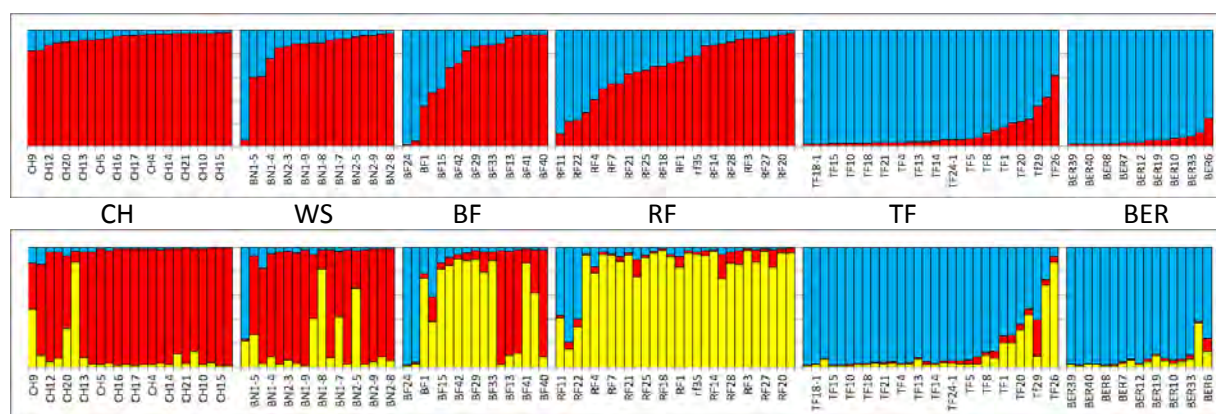 CH9 CH12 CH20 CH13 CH5 CH16 CH17 CH4 CH14 CH21 CH10 CH15 BN1-5 BN1-4 BN2-3 BN1-9 BN1-8 BN1-7 BN2-5 BN2-9 BN2-8 BF24 BF1 BF15 BF42 BF29 BF33 BF13 BF41 BF40 RF11 RF22 RF4 RF7 RF21 RF25 RF18 RF1 rf35 RF14 RF28 RF3 RF27 RF20 TF18-1 TF15 TF10 TF18 TF21 TF4 TF13 TF14 TF24-1 TF5 TF8 TF1 TF20 Tf29 TF26 BER39 BER40 BER8 BER7 BER12 BER19 BER10 BER33 BER6
CH WS BF RF TF BER
CH9 CH12 CH20 CH13 CH5 CH16 CH17 CH4 CH14 CH21 CH10 CH15 BN1-5 BN1-4 BN2-3 BN1-9 BN1-8 BN1-7 BN2-5 BN2-9 BN2-8 BF24 BF1 BF15 BF42 BF29 BF33 BF13 BF41 BF40 RF11 RF22 RF4 RF7 RF21 RF25 RF18 RF1 rf35 RF14 RF28 RF3 RF27 RF20 TF18-1 TF15 TF10 TF18 TF21 TF4 TF13 TF14 TF24-1 TF5 TF8 TF1 TF20 Tf29 TF26 BER39 BER40 BER8 BER7 BER12 BER19 BER10 BER33 BER6